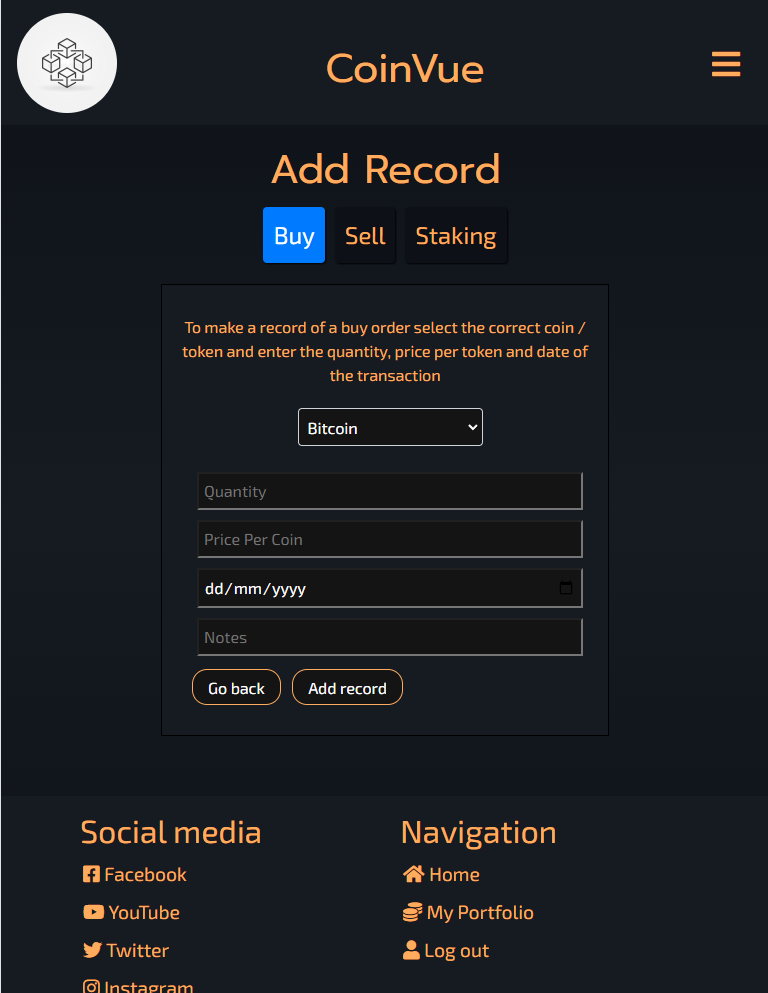 CoinVue
Add Record
Buy Sell Staking
To make a record of a buy order select the correct coin /
token and enter the quantity, price per token and date of
the transaction
Bitcoin
Quantity
Price Per Coin
dd/mm/yyyy
Notes
Go back Add record
Social media
Facebook
YouTube
Twitter
Instagram
Navigation
Home
My Portfolio
Log out